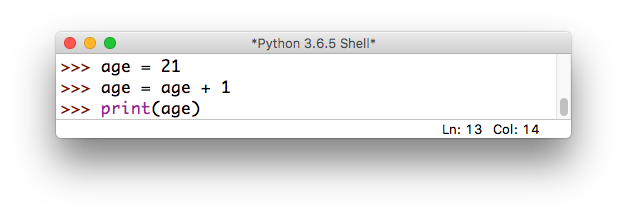 *Python 3.6.5 Shell*
>>> age = 21
>>> age = age + 1
>>> print(age)
Ln: 13 Col: 14